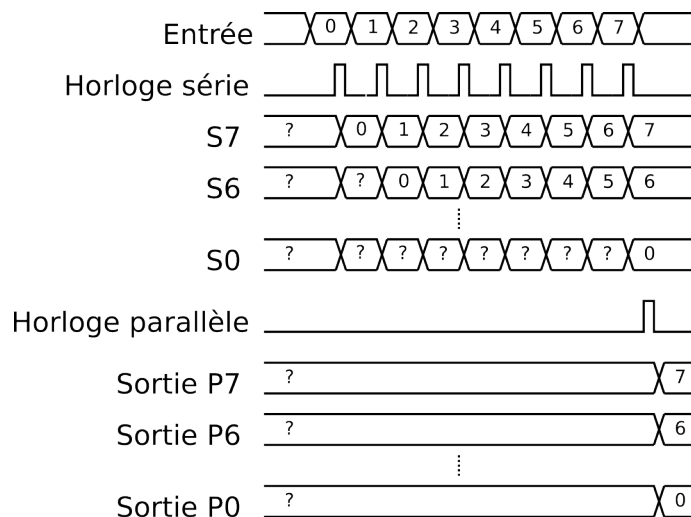 Entrée 0 1 2 3 4 5 6 7
Horloge série
S7 ? 0 1 2 3 4 5 6 7
S6 ? ? 0 1 2 3 4 5 6
S0 ? ? ? ? ? ? ? ? 0
Horloge parallèle
Sortie P7 ? 7
Sortie P6 ? 6
Sortie P0 ? 0